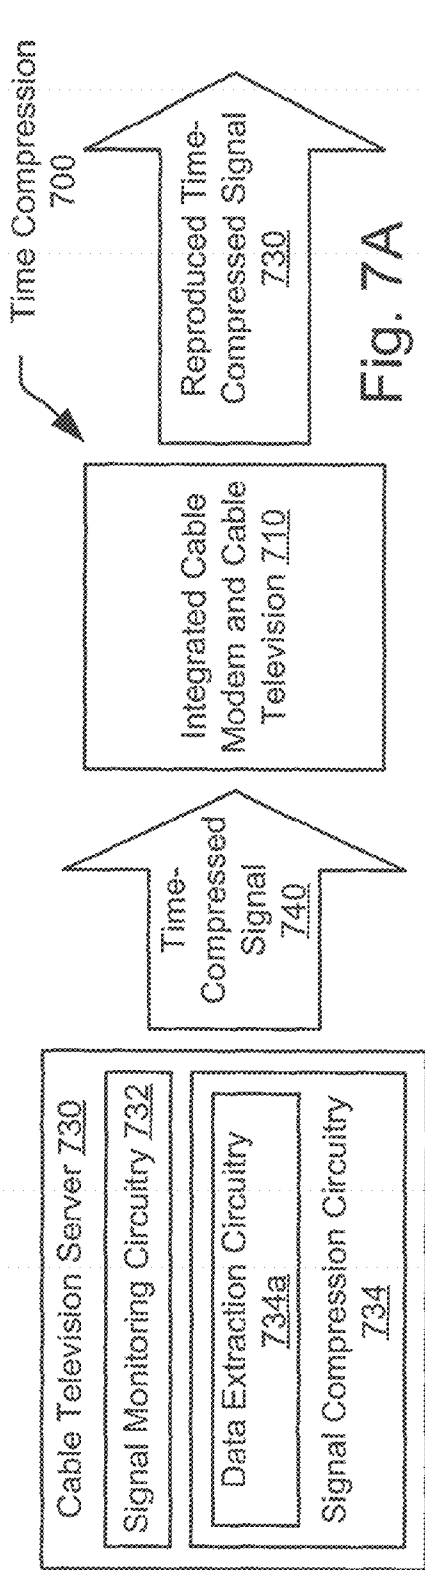 Time Compression
700
Cable Television Server 730
Signal Monitoring Circuitry 732
Data Extraction Circuitry
734a
Signal Compression Circuitry
734
Time-
Compressed
Signal
740
Integrated Cable
Modem and Cable
Television 710
Reproduced Time-
Compressed Signal
730
Fig. 7A